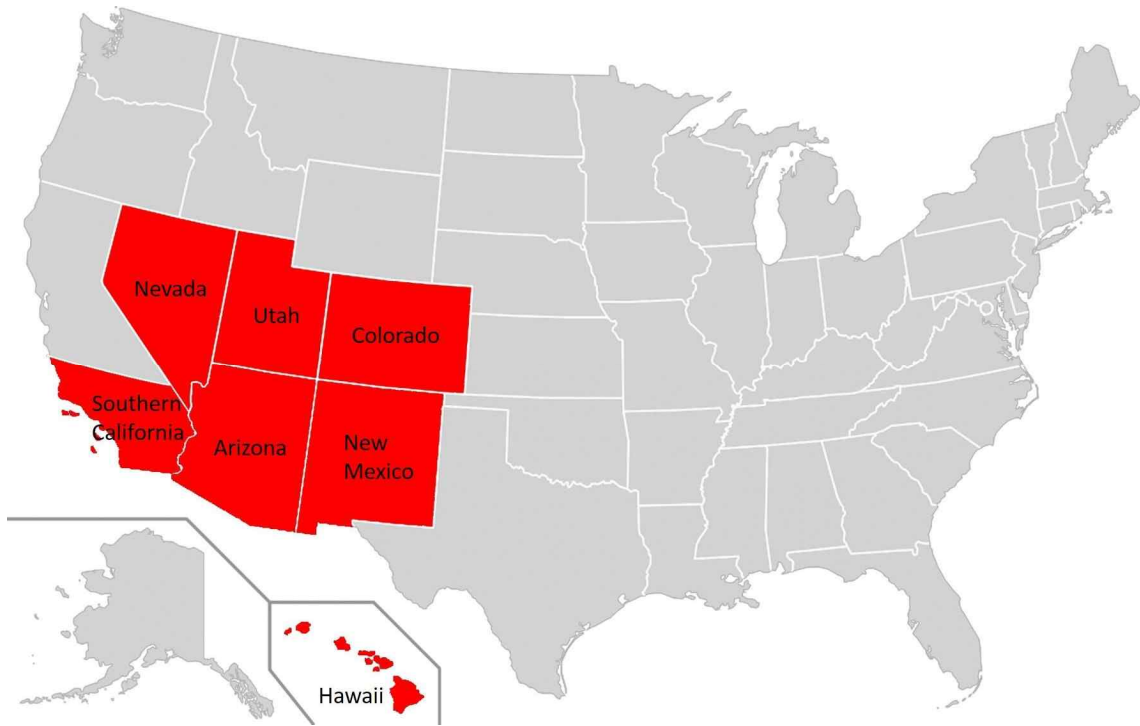 Nevada
Utah
Colorado
Southern
California
Arizona
New
Mexico
Hawaii